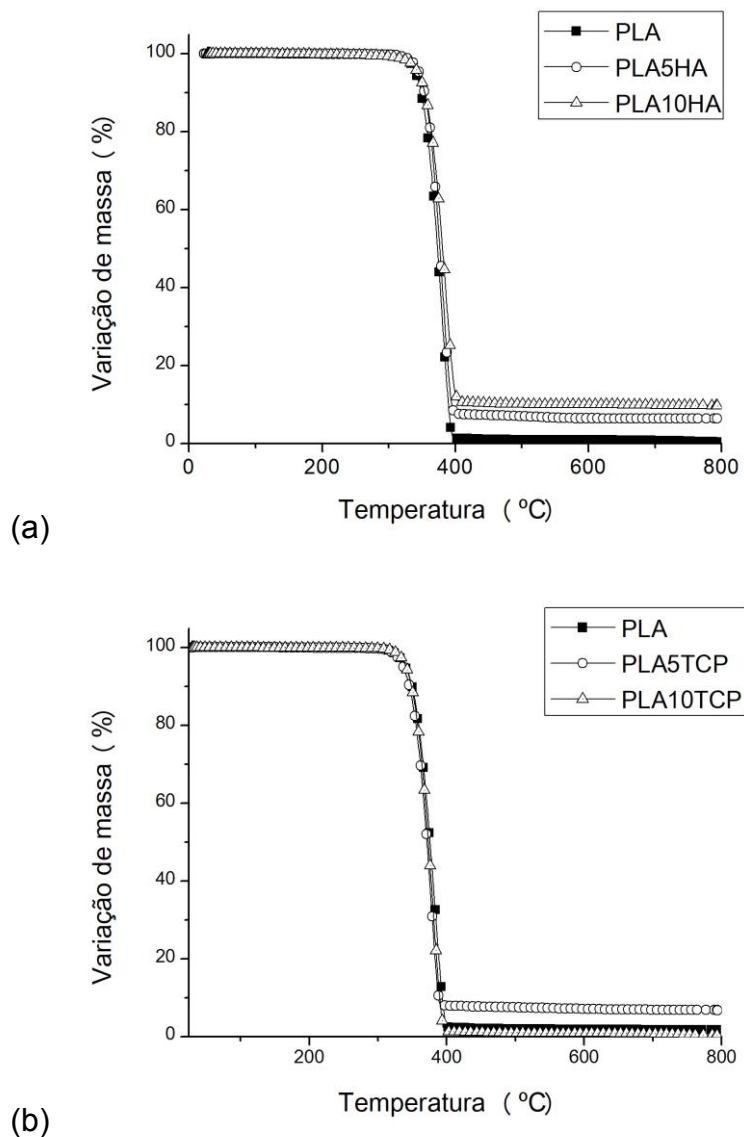 PLA
PLA5HA
PLA10HA
Variação de massa ( %)
100
80
60
40
20
0
0 200 400 600 800
Temperatura ( ºC)
(a)
PLA
PLA5TCP
PLA10TCP
Variação de massa ( %)
100
80
60
40
20
0
200 400 600 800
Temperatura ( ºC)
(b)